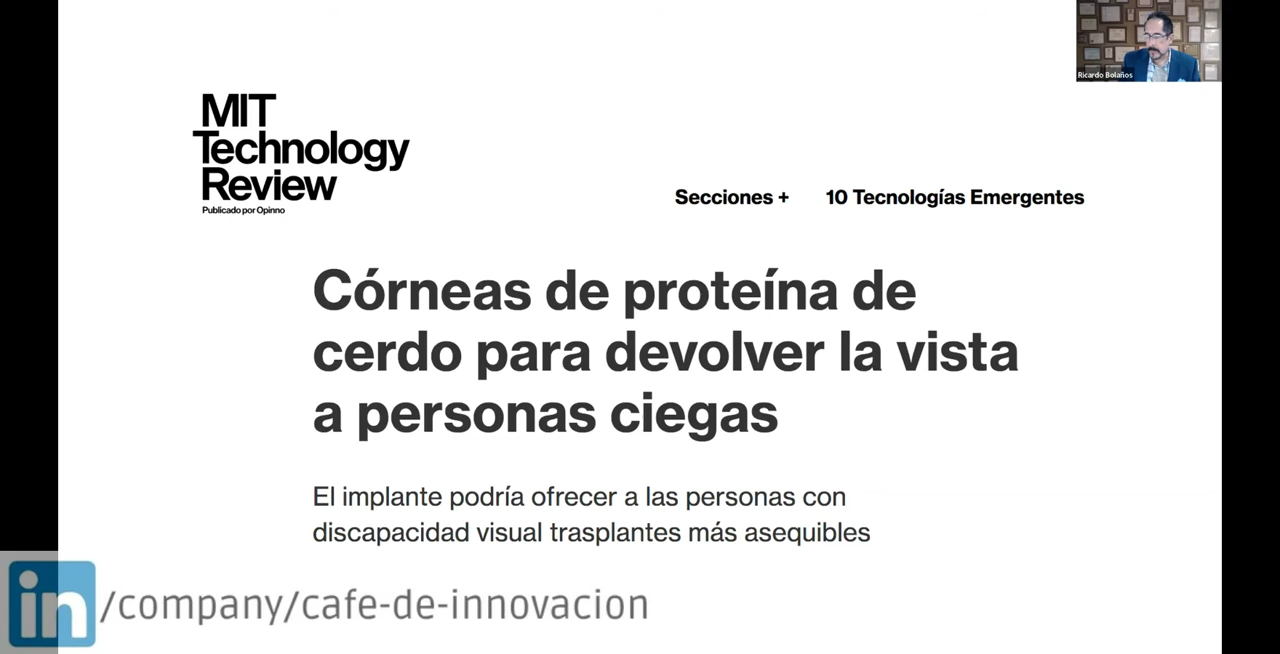 Ricardo Bolaños
MIT
Technology
Review
Publicado por Opinno
Secciones +
10 Tecnologías Emergentes
Córneas de proteína de
cerdo para devolver la vista
a personas ciegas
El implante podría ofrecer a las personas con
discapacidad visual trasplantes más asequibles
in
/company/cafe-de-innovacion